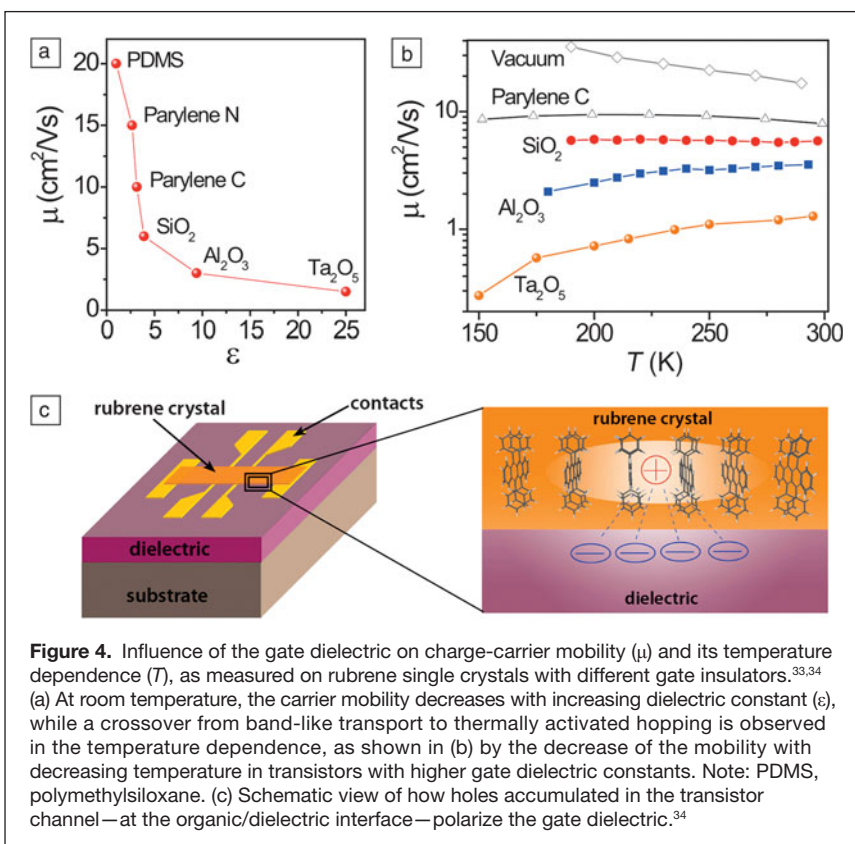 a
20
15
10
5
0
μ (cm²/Vs)
PDMS
Parylene N
Parylene C
SiO₂
Al₂O₃
Ta₂O₅
0 5 10 15 20 25
ε
b
10
1
μ (cm²/Vs)
Vacuum
Parylene C
SiO₂
Al₂O₃
Ta₂O₅
150 200 250 300
T (K)
c
rubrene crystal
contacts
dielectric
substrate
rubrene crystal
+
− − − −
dielectric
Figure 4. Influence of the gate dielectric on charge-carrier mobility (μ) and its temperature
dependence (T), as measured on rubrene single crystals with different gate insulators.³³,³⁴
(a) At room temperature, the carrier mobility decreases with increasing dielectric constant (ε),
while a crossover from band-like transport to thermally activated hopping is observed
in the temperature dependence, as shown in (b) by the decrease of the mobility with
decreasing temperature in transistors with higher gate dielectric constants. Note: PDMS,
polymethylsiloxane. (c) Schematic view of how holes accumulated in the transistor
channel—at the organic/dielectric interface—polarize the gate dielectric.³⁴